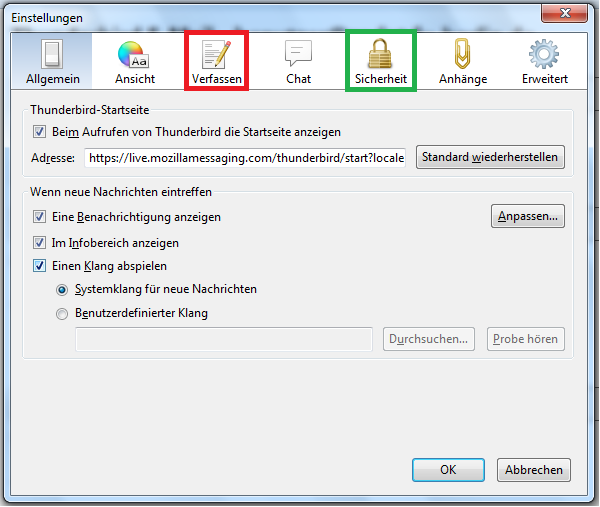 Einstellungen
Allgemein Ansicht Verfassen Chat Sicherheit Anhänge Erweitert
Aa
Thunderbird-Startseite
Beim Aufrufen von Thunderbird die Startseite anzeigen
Adresse: https://live.mozillamessaging.com/thunderbird/start?locale Standard wiederherstellen
Wenn neue Nachrichten eintreffen
Eine Benachrichtigung anzeigen Anpassen...
Im Infobereich anzeigen
Einen Klang abspielen
Systemklang für neue Nachrichten
Benutzerdefinierter Klang
Durchsuchen... Probe hören
OK Abbrechen